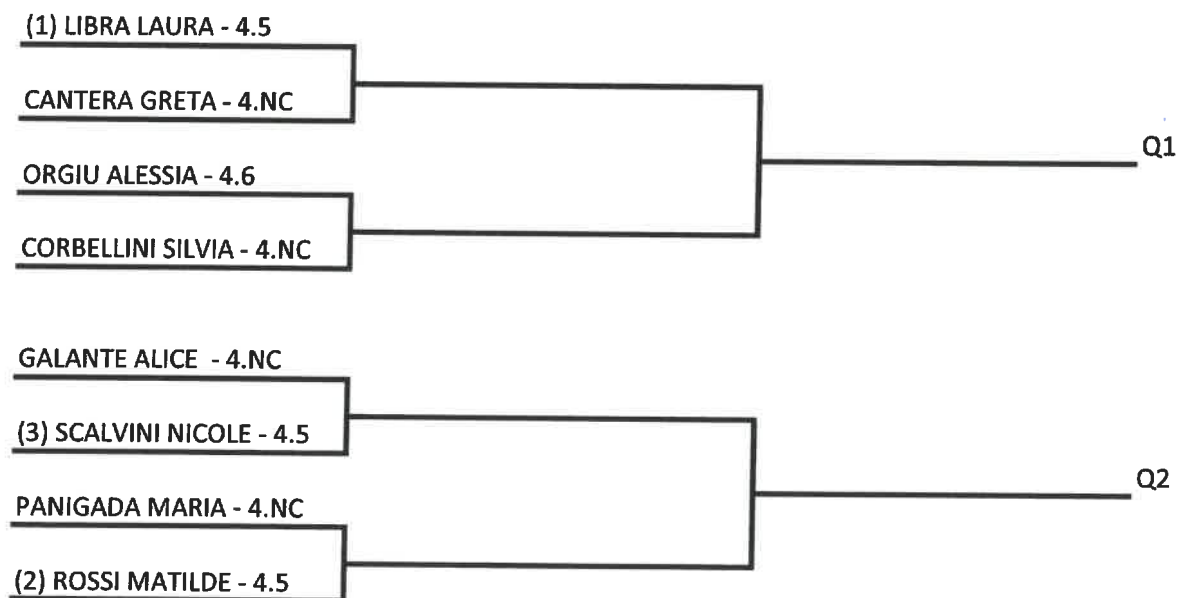 (1) LIBRA LAURA - 4.5
CANTERA GRETA - 4.NC
Q1
ORGIU ALESSIA - 4.6
CORBELLINI SILVIA - 4.NC
GALANTE ALICE - 4.NC
(3) SCALVINI NICOLE - 4.5
Q2
PANIGADA MARIA - 4.NC
(2) ROSSI MATILDE - 4.5